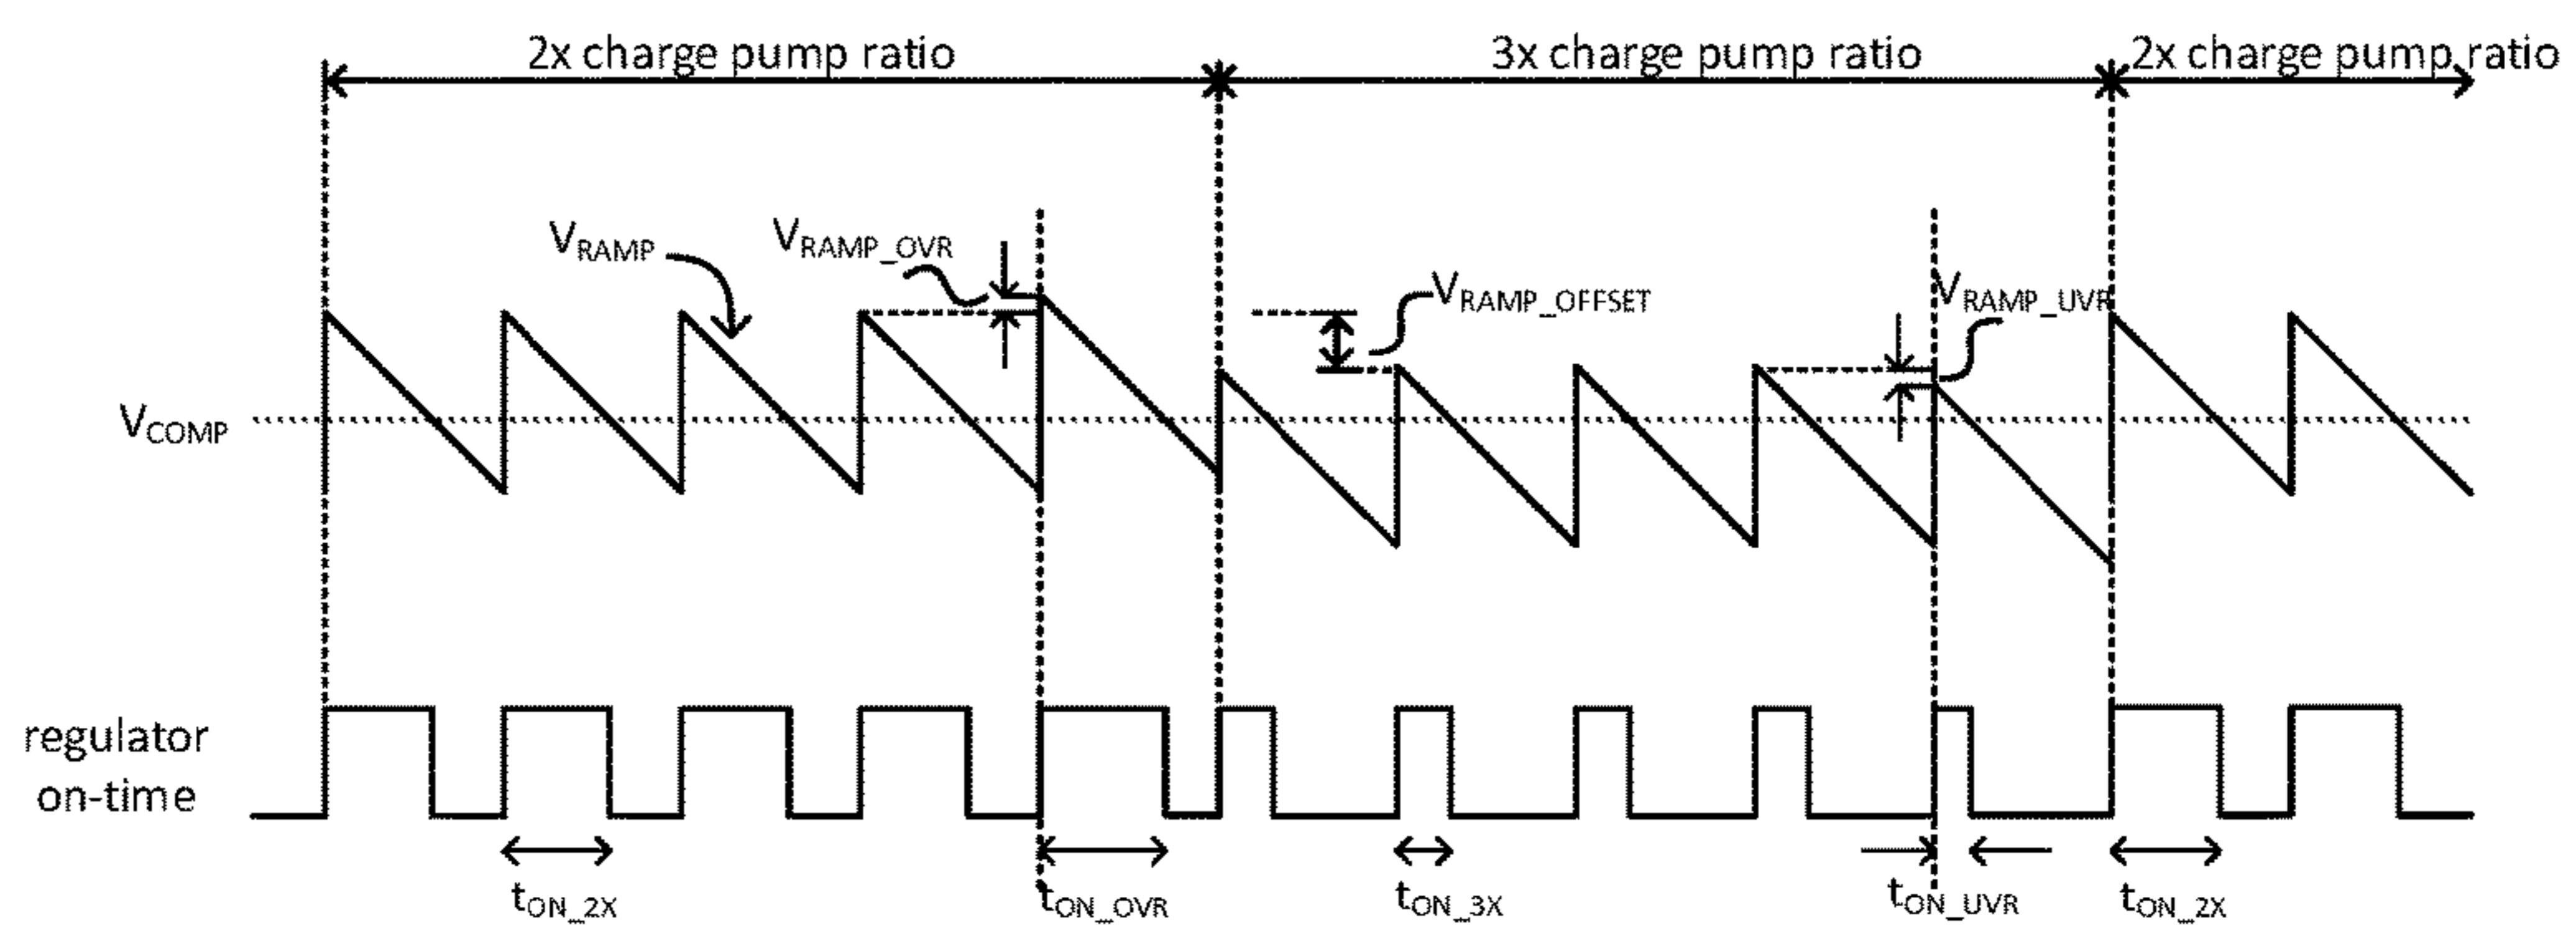 2x charge pump ratio
3x charge pump ratio
2x charge pump ratio
VRAMP
VRAMP_OVR
VRAMP_OFFSET
VRAMP_UVR
VCOMP
regulator
on-time
tON_2X
tON_OVR
tON_3X
tON_UVR
tON_2X